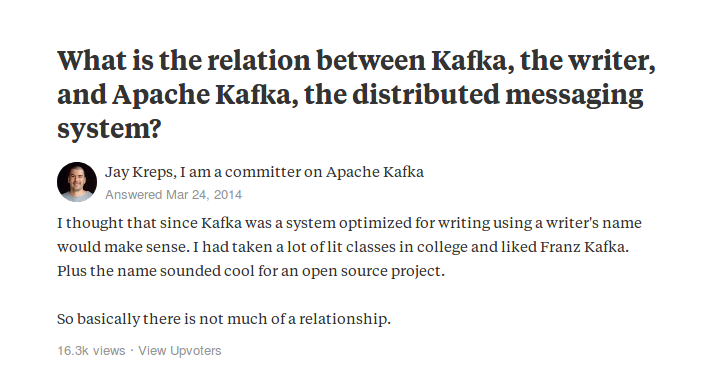 What is the relation between Kafka, the writer,
and Apache Kafka, the distributed messaging
system?
Jay Kreps, I am a committer on Apache Kafka
Answered Mar 24, 2014
I thought that since Kafka was a system optimized for writing using a writer's name
would make sense. I had taken a lot of lit classes in college and liked Franz Kafka.
Plus the name sounded cool for an open source project.
So basically there is not much of a relationship.
16.3k views · View Upvoters